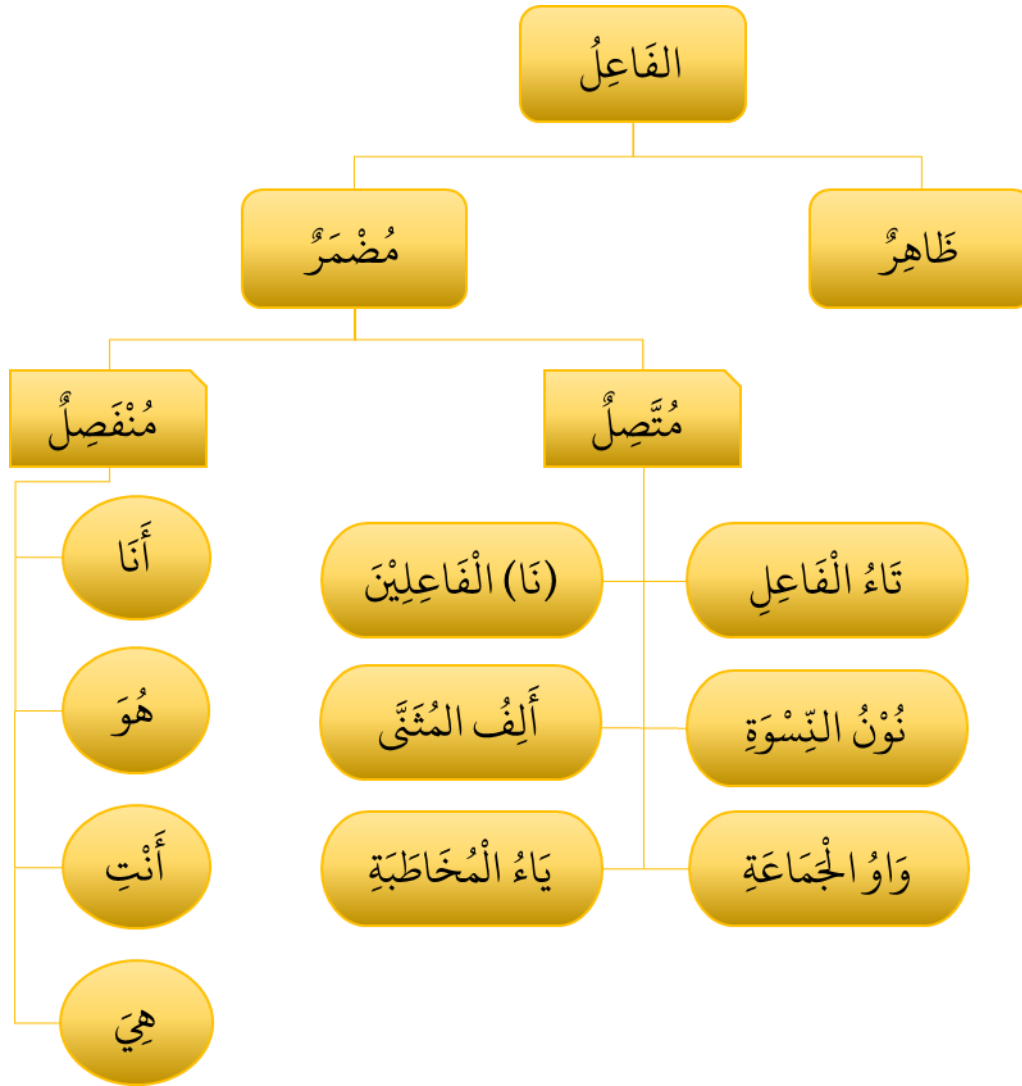 الفَاعِلُ
ظَاهِرٌ
مُضْمَرٌ
مُتَّصِلٌ
مُنْفَصِلٌ
تَاءُ الْفَاعِلِ
(نَا) الْفَاعِلِيْنَ
نُوْنُ النِّسْوَةِ
أَلِفُ المُثَنَّى
وَاوُ الْجَمَاعَةِ
يَاءُ الْمُخَاطَبَةِ
أَنَا
هُوَ
أَنْتِ
هِيَ